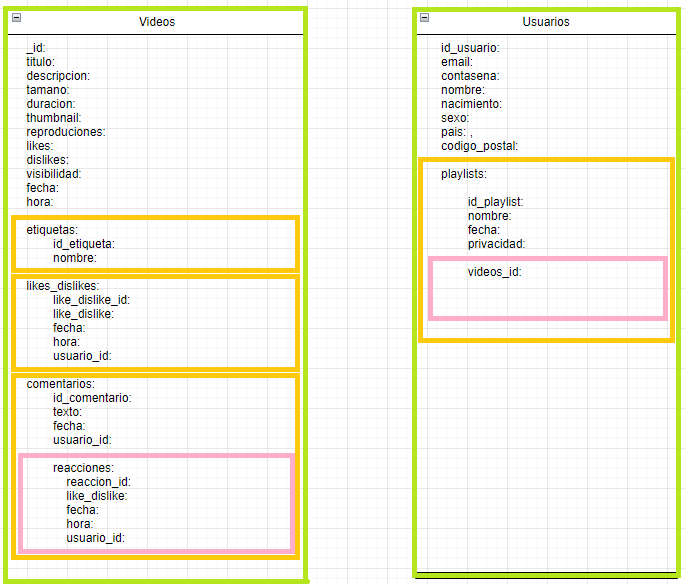 Videos
_id:
titulo:
descripcion:
tamano:
duracion:
thumbnail:
reproduciones:
likes:
dislikes:
visibilidad:
fecha:
hora:
etiquetas:
id_etiqueta:
nombre:
likes_dislikes:
like_dislike_id:
like_dislike:
fecha:
hora:
usuario_id:
comentarios:
id_comentario:
texto:
fecha:
usuario_id:
reacciones:
reaccion_id:
like_dislike:
fecha:
hora:
usuario_id:
Usuarios
id_usuario:
email:
contasena:
nombre:
nacimiento:
sexo:
pais: ,
codigo_postal:
playlists:
id_playlist:
nombre:
fecha:
privacidad:
videos_id: